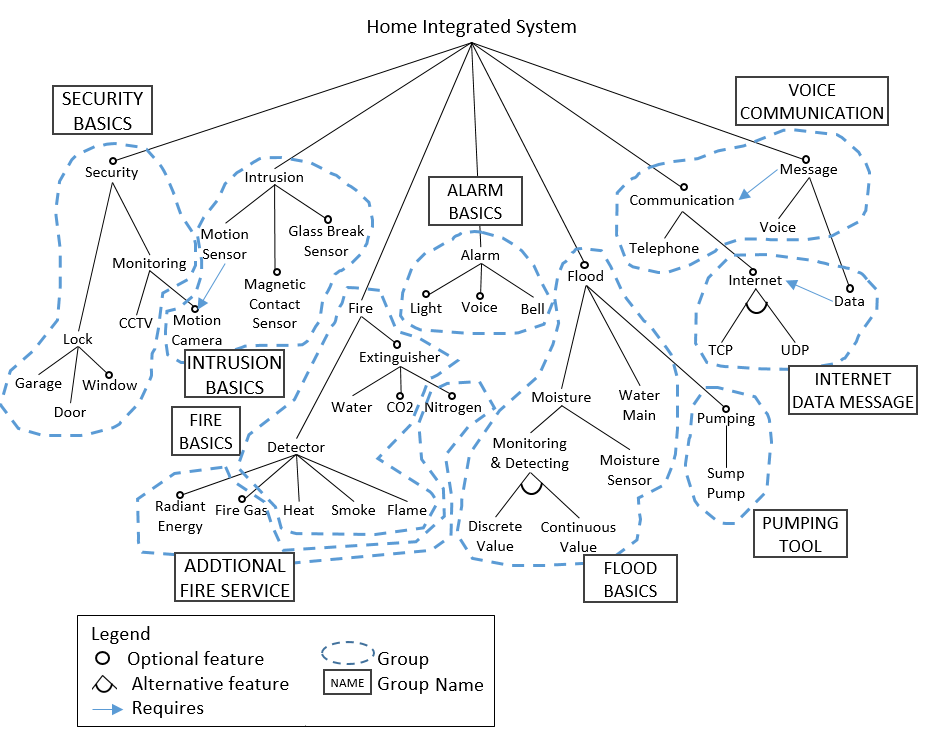 Home Integrated System
SECURITY
BASICS
VOICE
COMMUNICATION
Security
Intrusion
ALARM
BASICS
Message
Communication
Motion
Sensor
Glass Break
Sensor
Voice
Telephone
Monitoring
Alarm
Flood
Internet
Magnetic
Contact
Sensor
Light
Voice
Bell
Data
Fire
CCTV
Motion
Camera
Lock
Extinguisher
TCP
UDP
INTRUSION
BASICS
Garage
Window
Door
INTERNET
DATA MESSAGE
Water
CO2
Nitrogen
Moisture
Water
Main
Pumping
FIRE
BASICS
Detector
Monitoring
& Detecting
Moisture
Sensor
Sump
Pump
Radiant
Energy
Fire Gas
Heat
Smoke
Flame
Discrete
Value
Continuous
Value
PUMPING
TOOL
ADDTIONAL
FIRE SERVICE
FLOOD
BASICS
Legend
Optional feature
Group
Alternative feature
NAME
Group Name
Requires